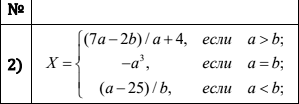 №
2) X = { (7a − 2b) / a + 4, если a > b;
−a³, если a = b;
(a − 25) / b, если a < b;